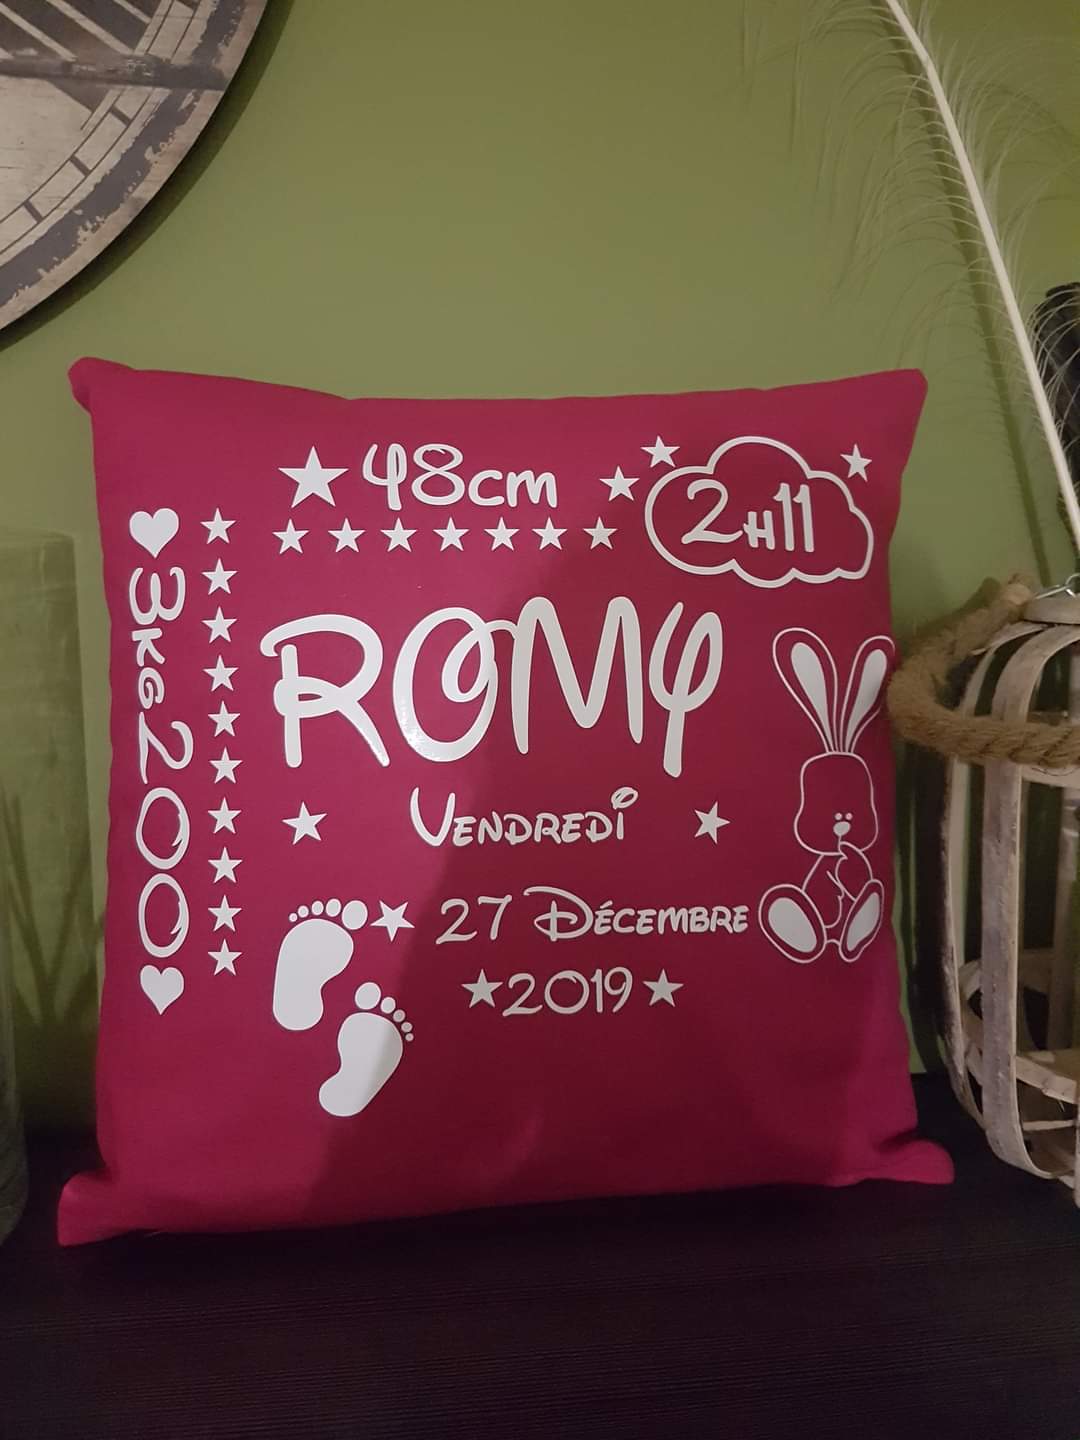 48cm
2H11
3KG200
ROMY
VENDREDI
27 DÉCEMBRE
2019